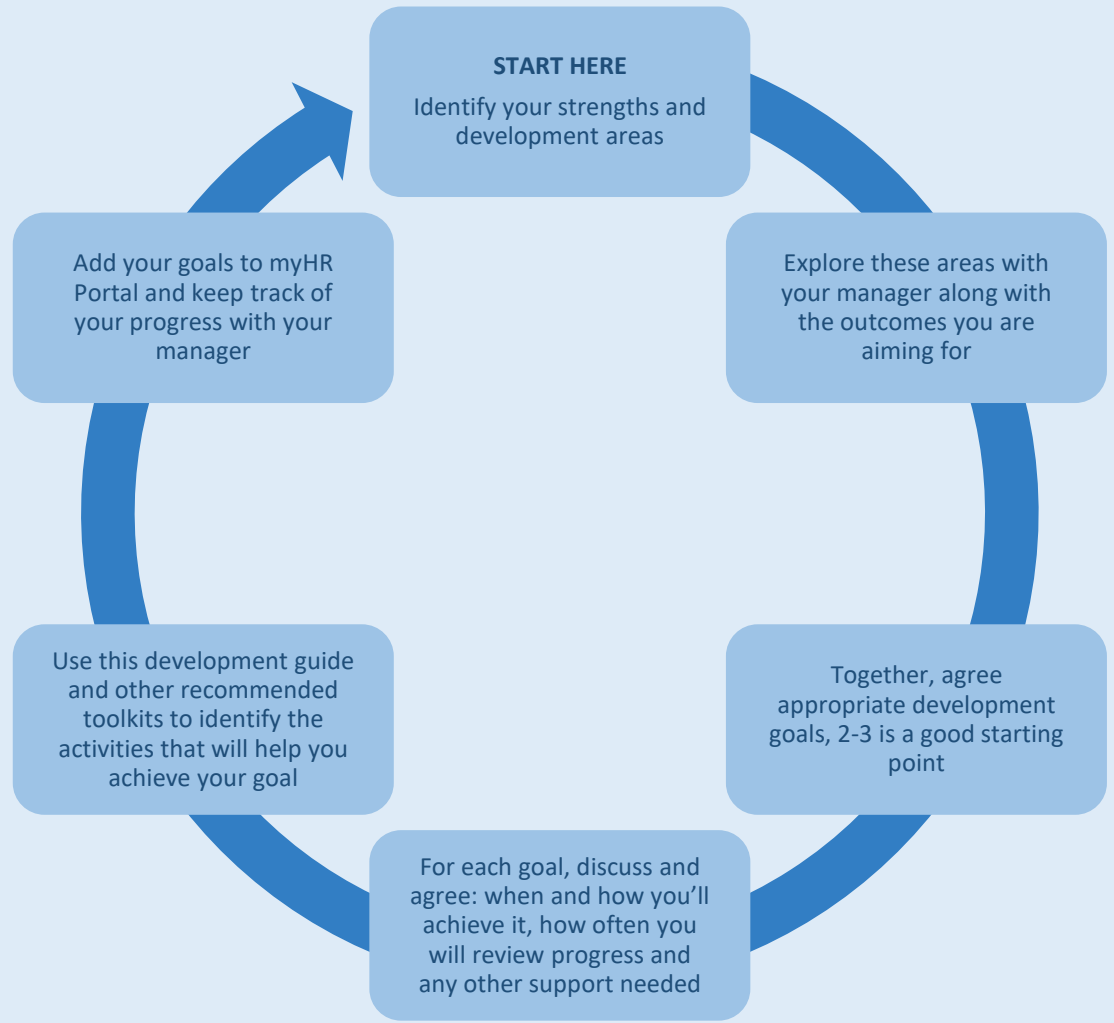 START HERE
Identify your strengths and
development areas
Explore these areas with
your manager along with
the outcomes you are
aiming for
Together, agree
appropriate development
goals, 2-3 is a good starting
point
For each goal, discuss and
agree: when and how you’ll
achieve it, how often you
will review progress and
any other support needed
Use this development guide
and other recommended
toolkits to identify the
activities that will help you
achieve your goal
Add your goals to myHR
Portal and keep track of
your progress with your
manager